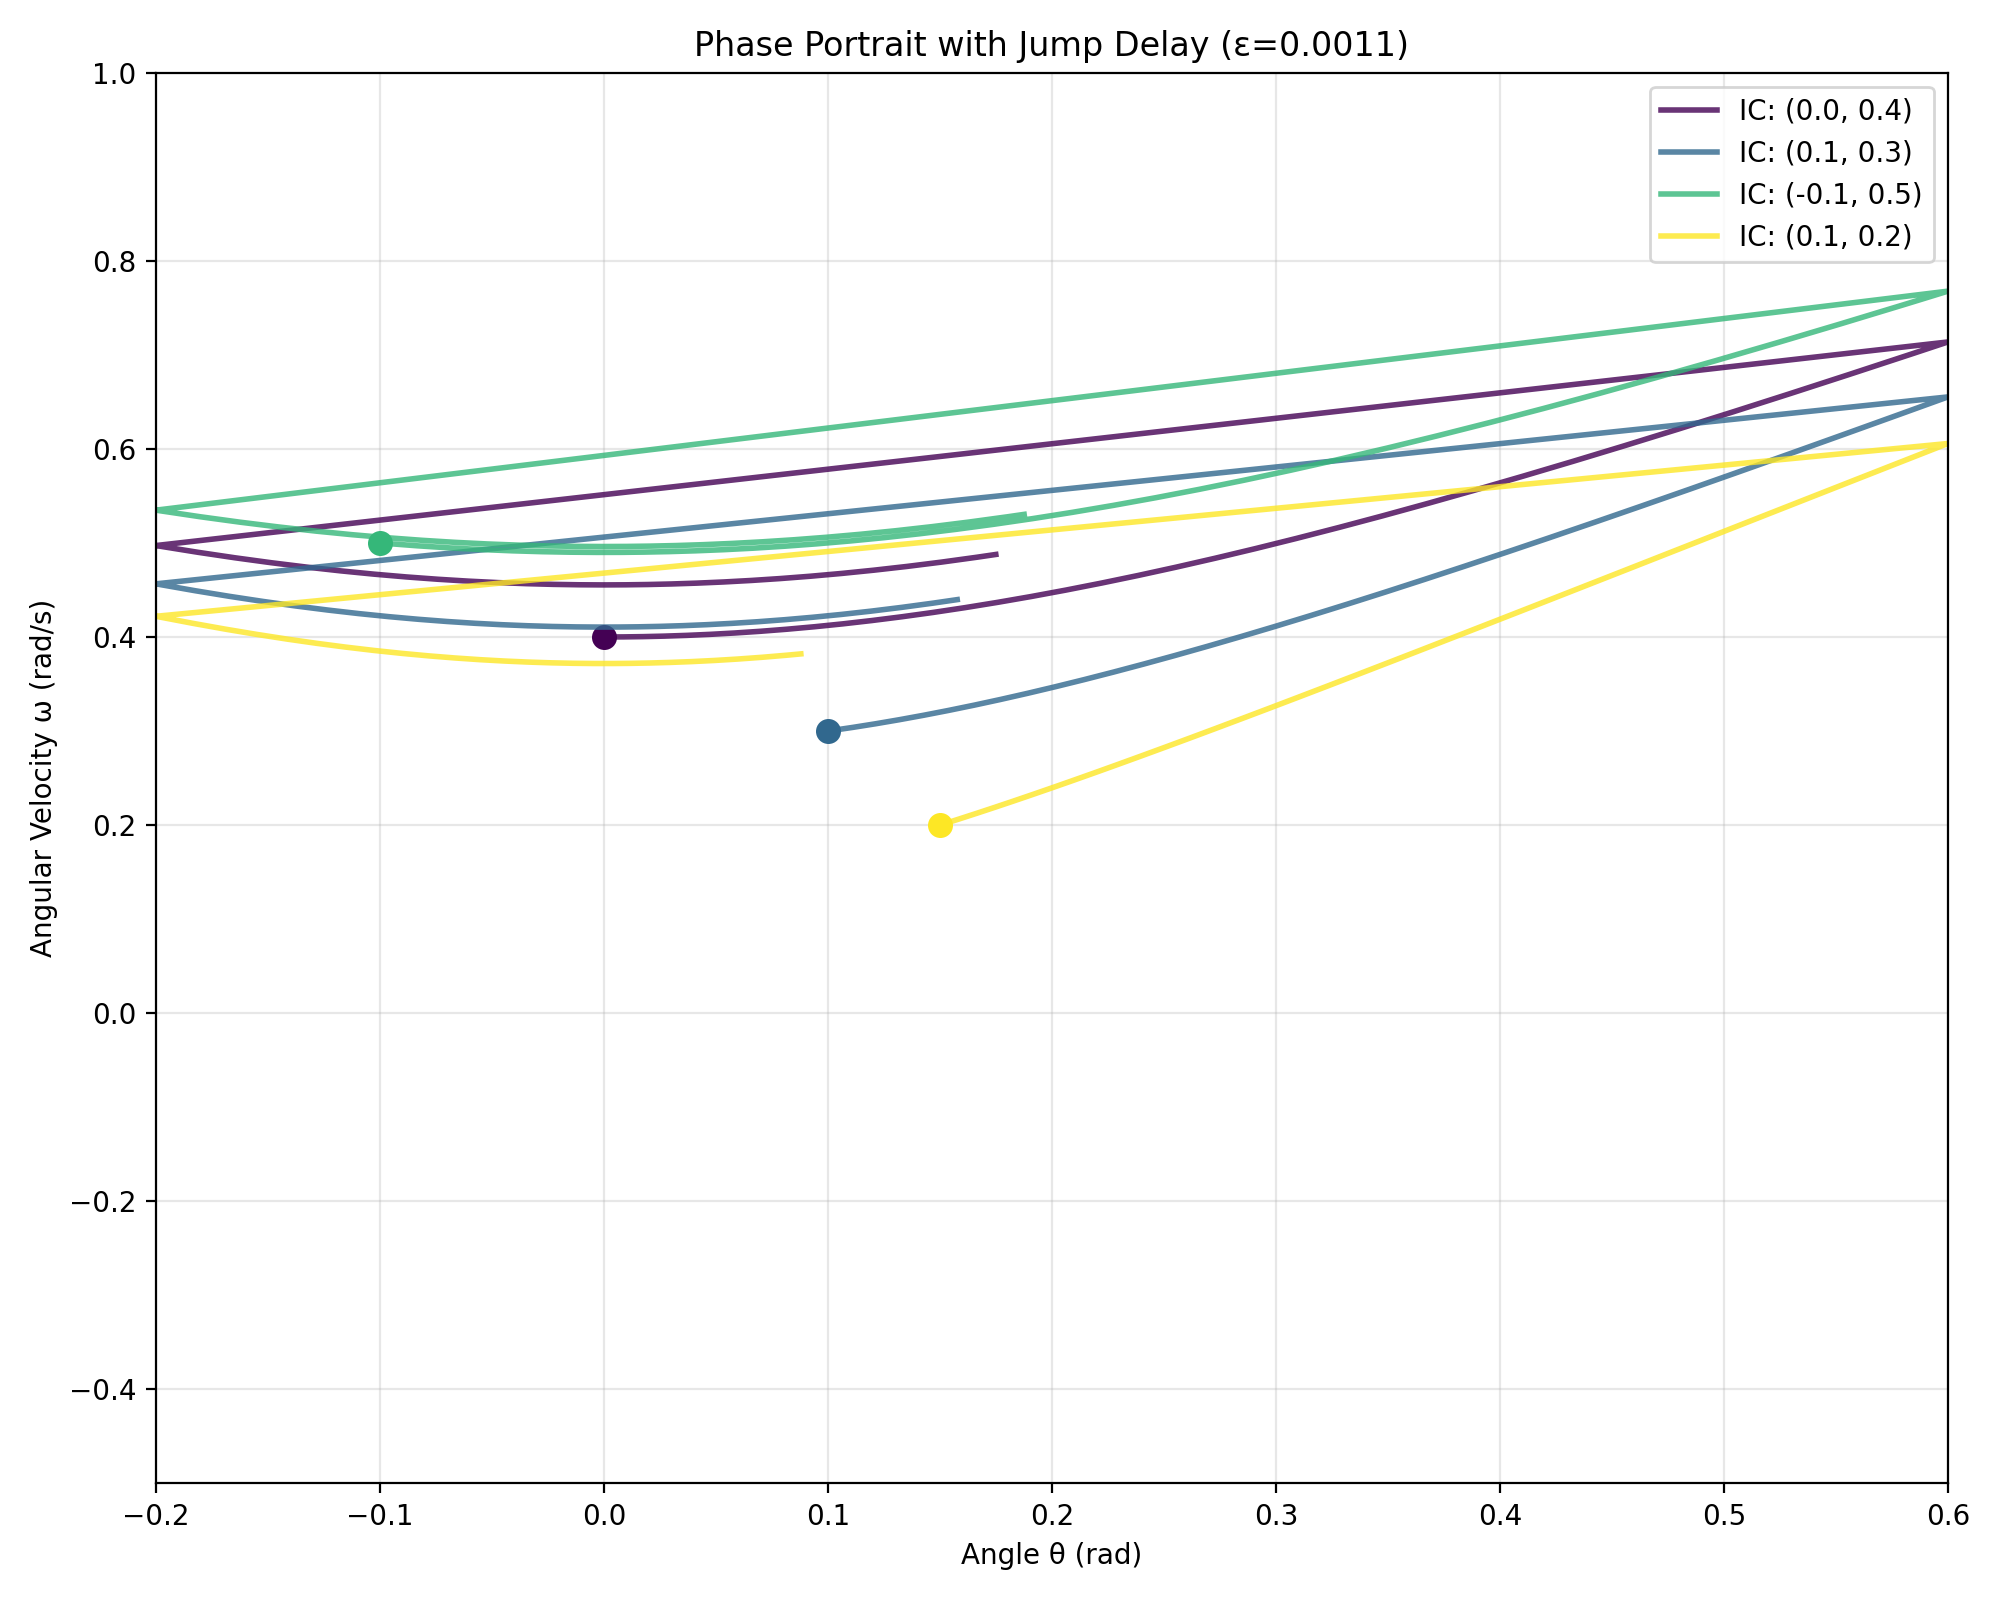 Phase Portrait with Jump Delay (ε=0.0011)
IC: (0.0, 0.4)
IC: (0.1, 0.3)
IC: (-0.1, 0.5)
IC: (0.1, 0.2)
1.0
0.8
0.6
0.4
0.2
0.0
−0.2
−0.4
Angular Velocity ω (rad/s)
−0.2
−0.1
0.0
0.1
0.2
0.3
0.4
0.5
0.6
Angle θ (rad)